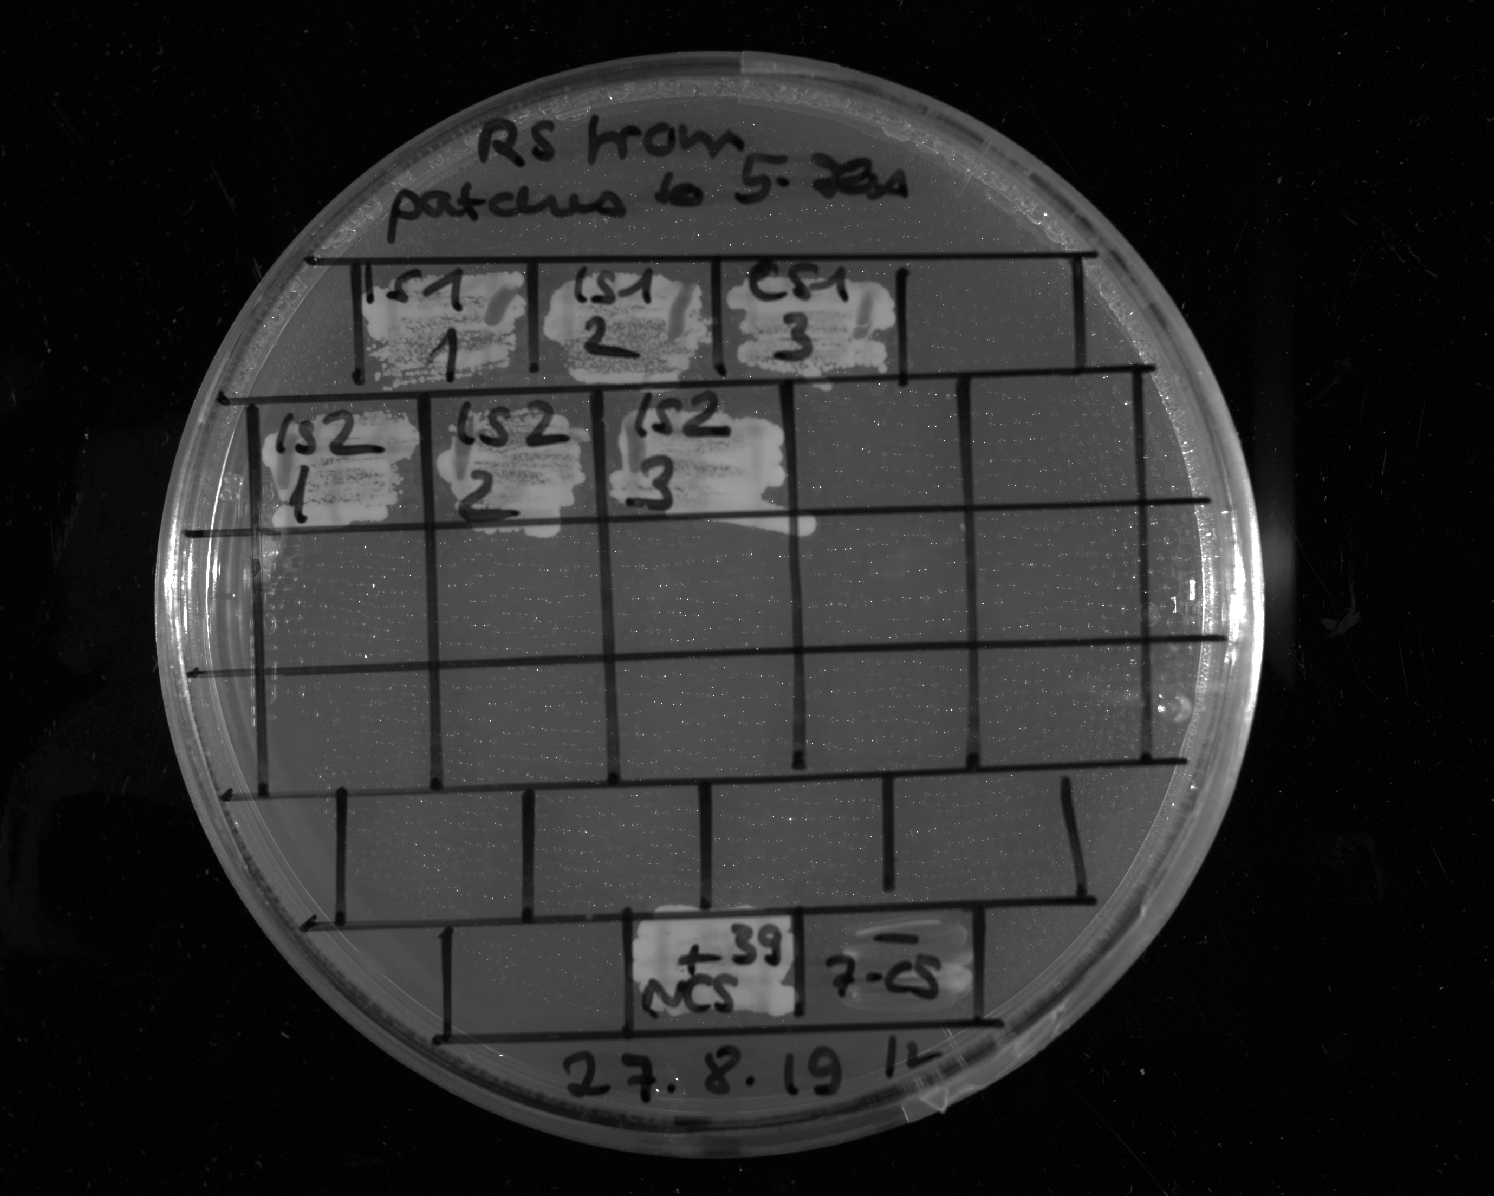 RS from
patches to 5-
IS1 IS1 CS1
1 2 3
IS2 IS2 IS2
1 2 3
+ 39 -
NCS 7-CS
27.8.19